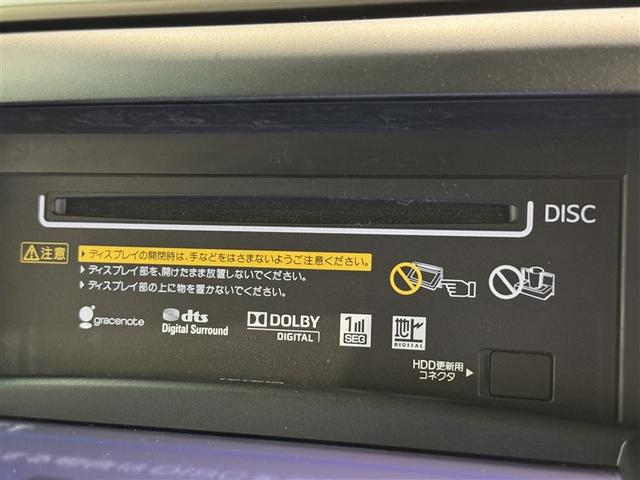 DISC
注意
ディスプレイの開閉時は、手などをはさまないようご注意ください。
ディスプレイ部を、開けたまま放置しないでください。
ディスプレイ部の上に物を置かないでください。
gracenote
dts
Digital Surround
DOLBY
DIGITAL
1
SEG
地デジ
DIGITAL
HDD更新用
コネクタ